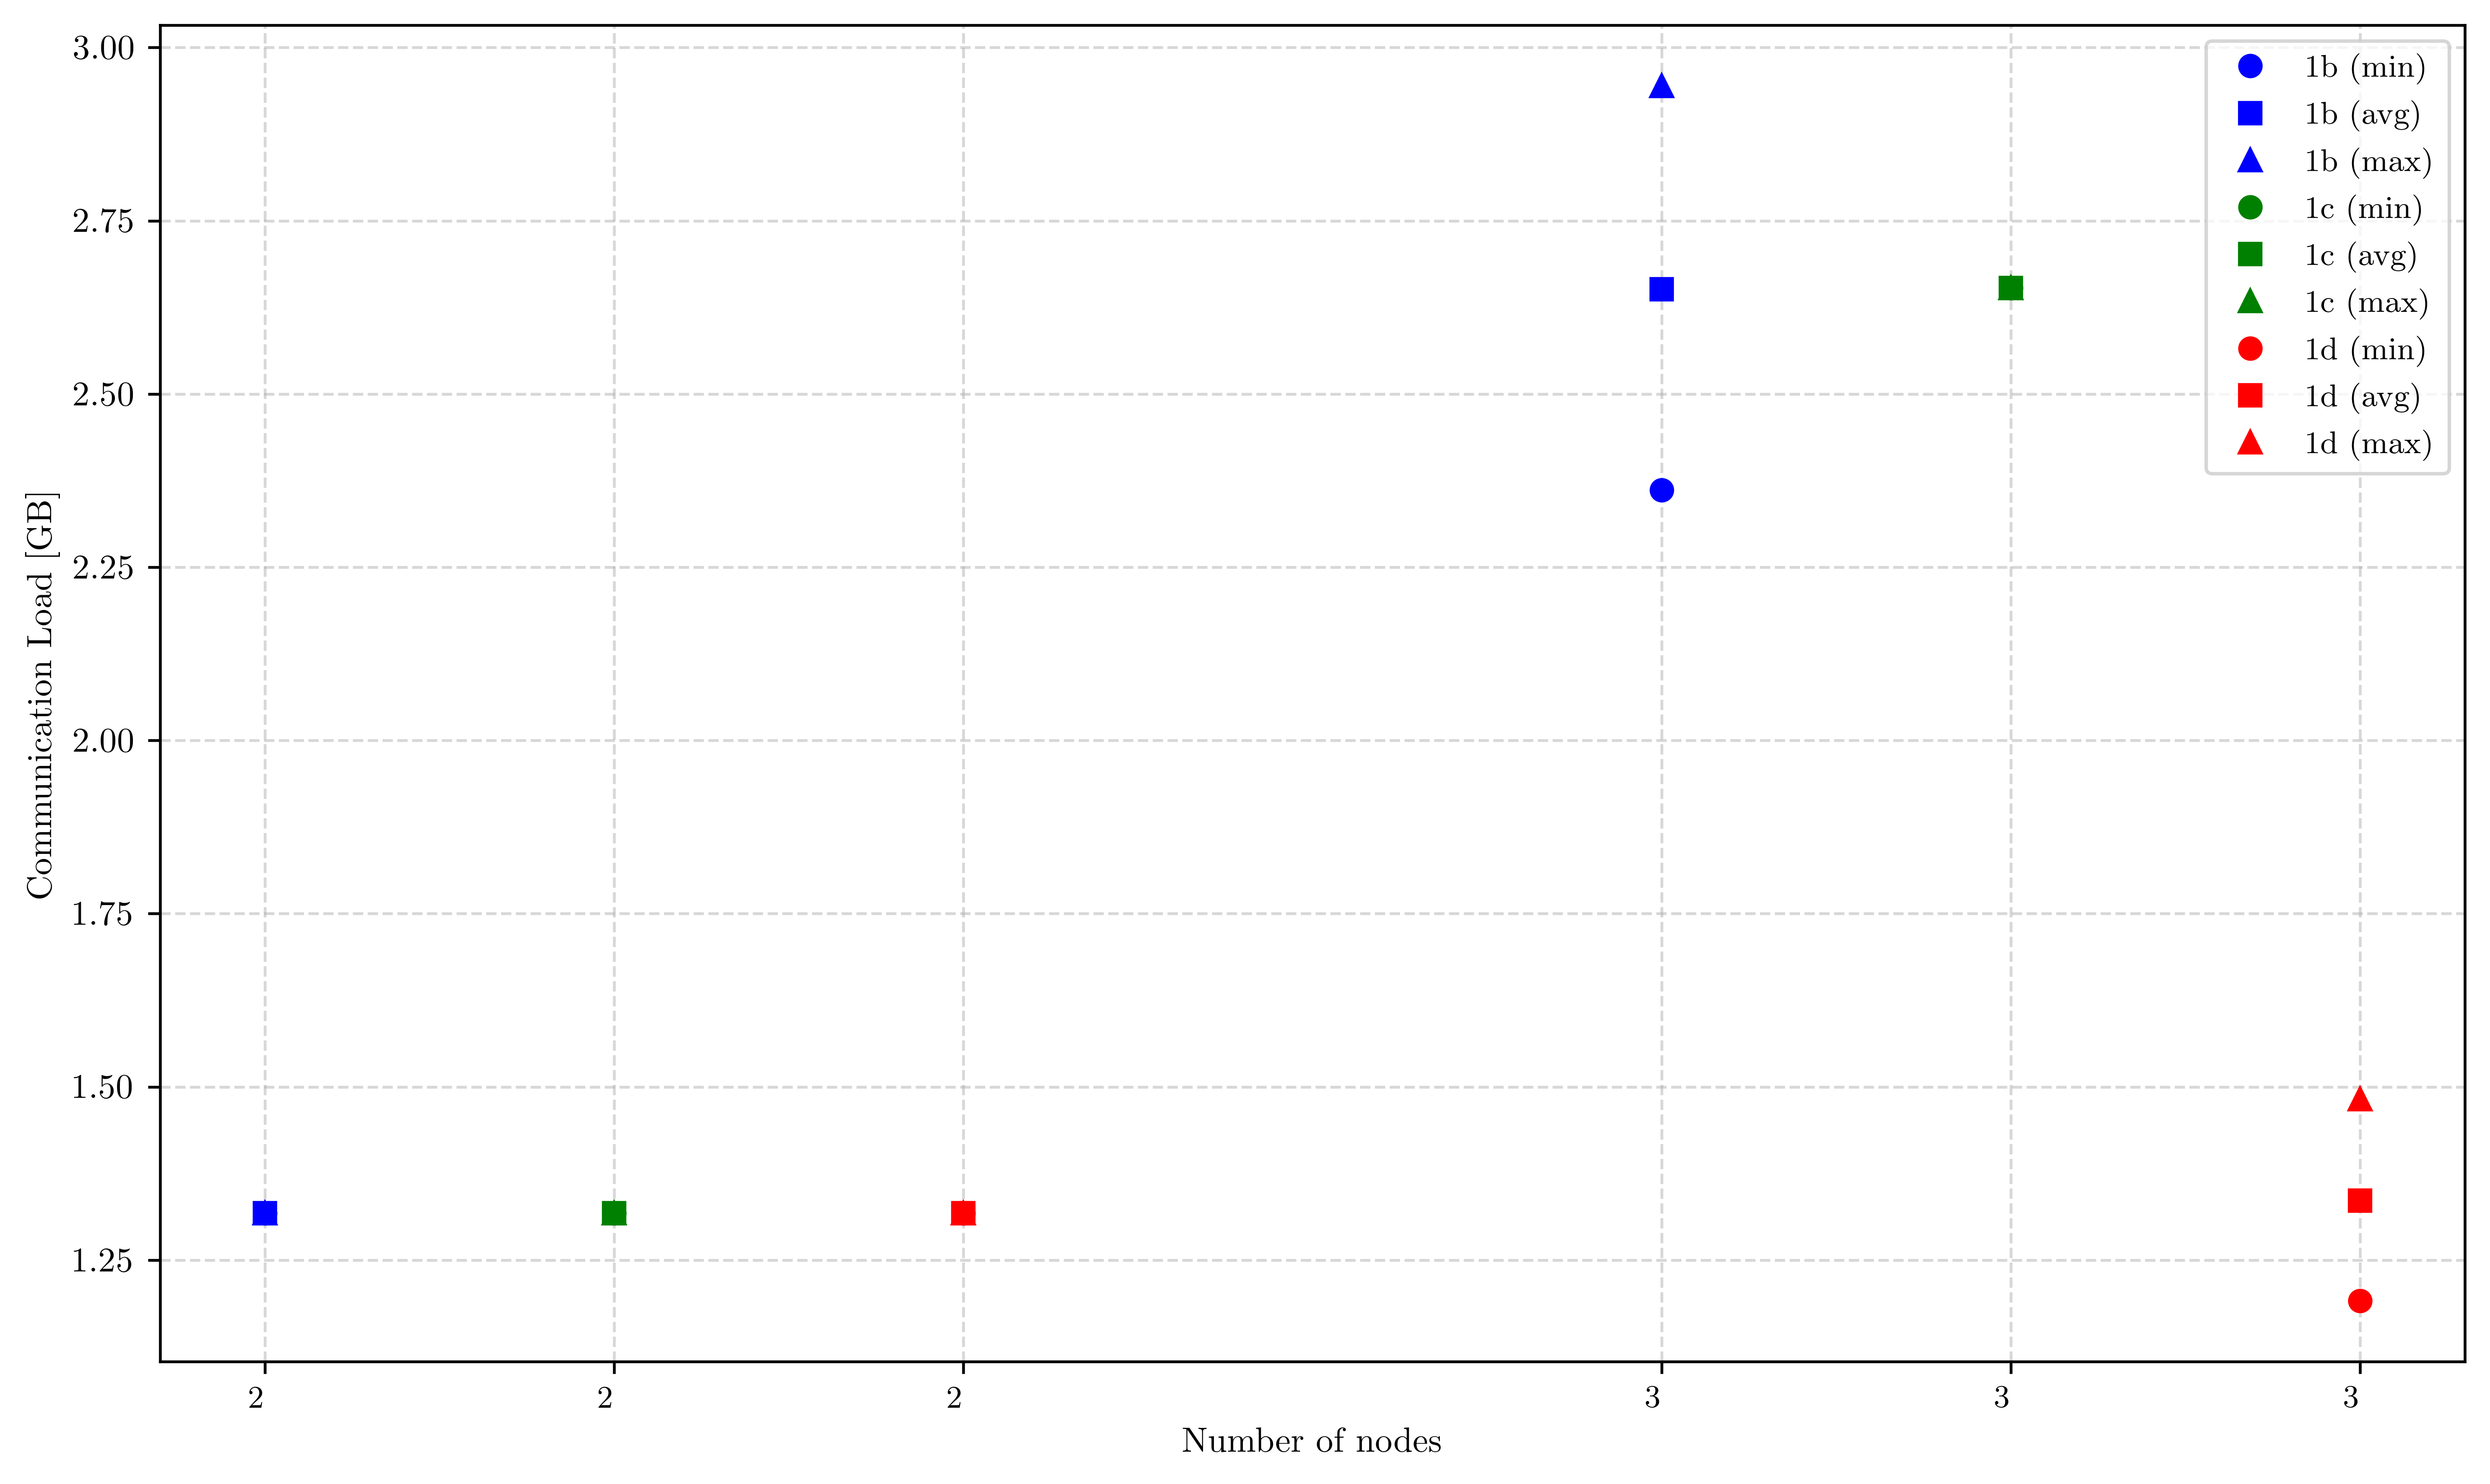 3.00
2.75
2.50
2.25
2.00
1.75
1.50
1.25
Communication Load [GB]
2 2 2 3 3 3
Number of nodes
1b (min)
1b (avg)
1b (max)
1c (min)
1c (avg)
1c (max)
1d (min)
1d (avg)
1d (max)